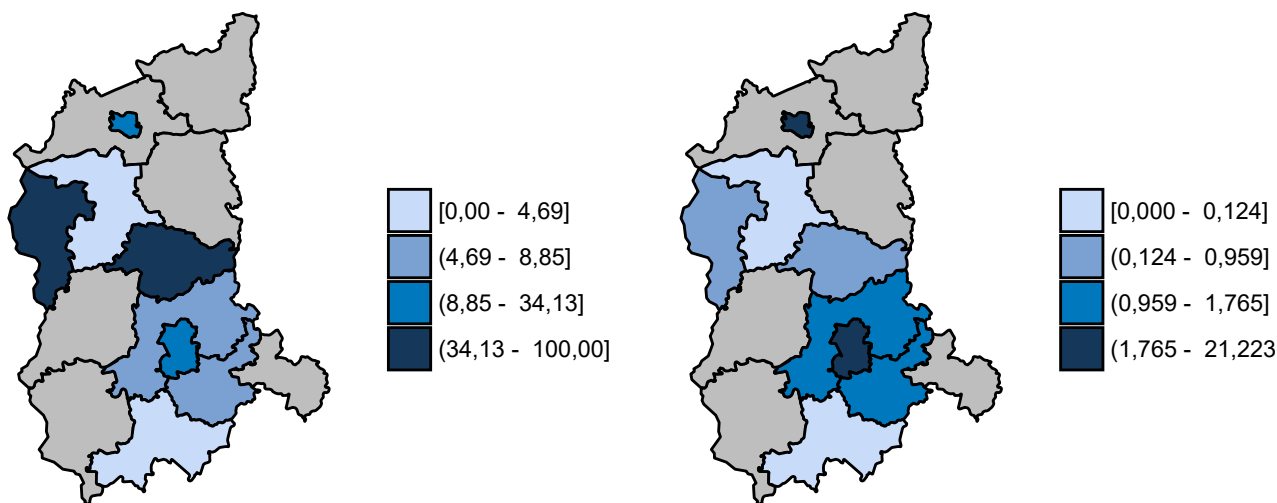 [0,00 - 4,69]
(4,69 - 8,85]
(8,85 - 34,13]
(34,13 - 100,00]
[0,000 - 0,124]
(0,124 - 0,959]
(0,959 - 1,765]
(1,765 - 21,223